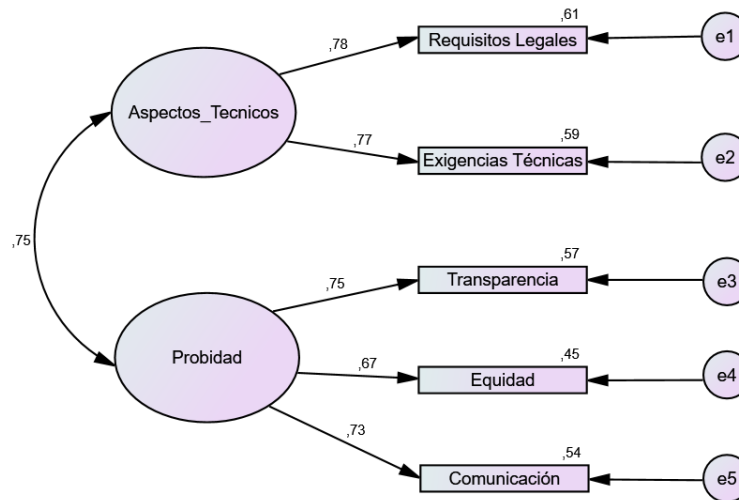 ,61
,78
Requisitos Legales
e1
Aspectos_Tecnicos
,59
,77
Exigencias Técnicas
e2
,75
,57
,75
Transparencia
e3
Probidad
,45
,67
Equidad
e4
,73
,54
Comunicación
e5